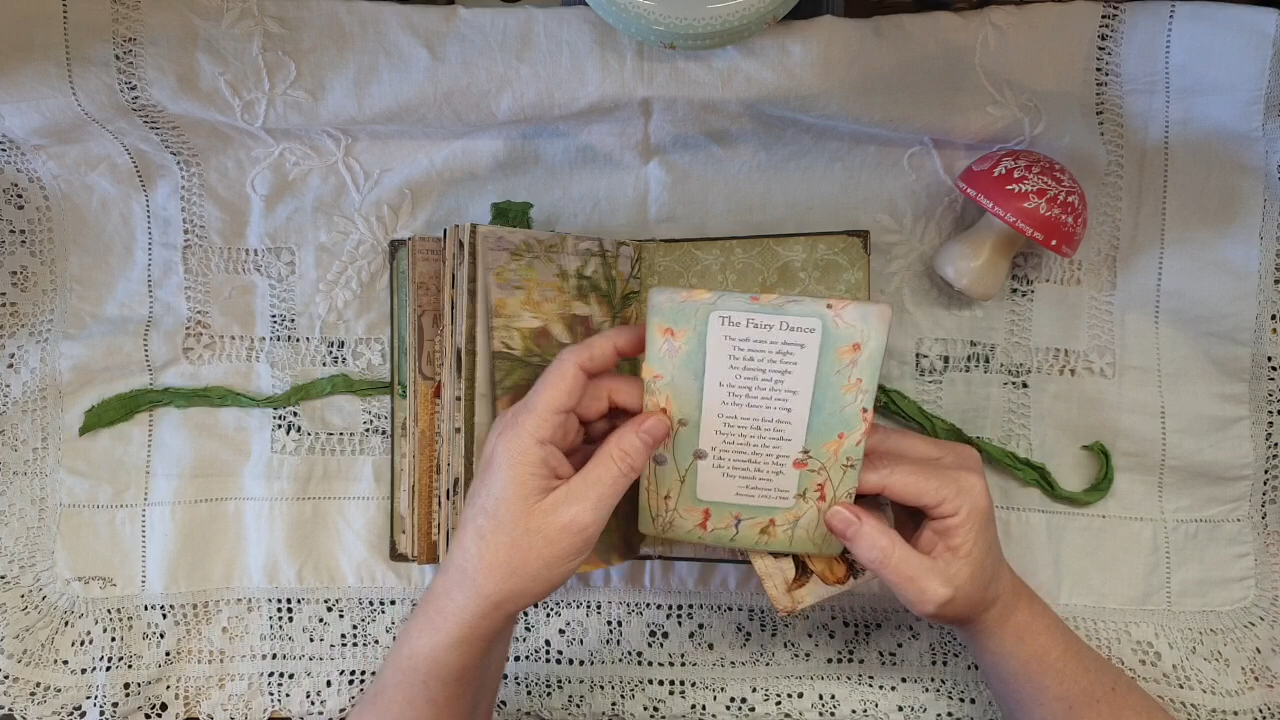 The Fairy Dance
The soft stars are shining,
The moon is alight;
The folk of the forest
Are dancing tonight:
O swift and gay
Is the song that they sing;
They float and sway
As they dance in a ring.
O seek not to find them,
The wee folk so fair;
They're shy as the swallow
And swift as the air:
If you come, they are gone
Like a snowflake in May;
Like a breath, like a sigh,
They vanish away.
—Katherine Davis
American 1892–1980
thank you for being you